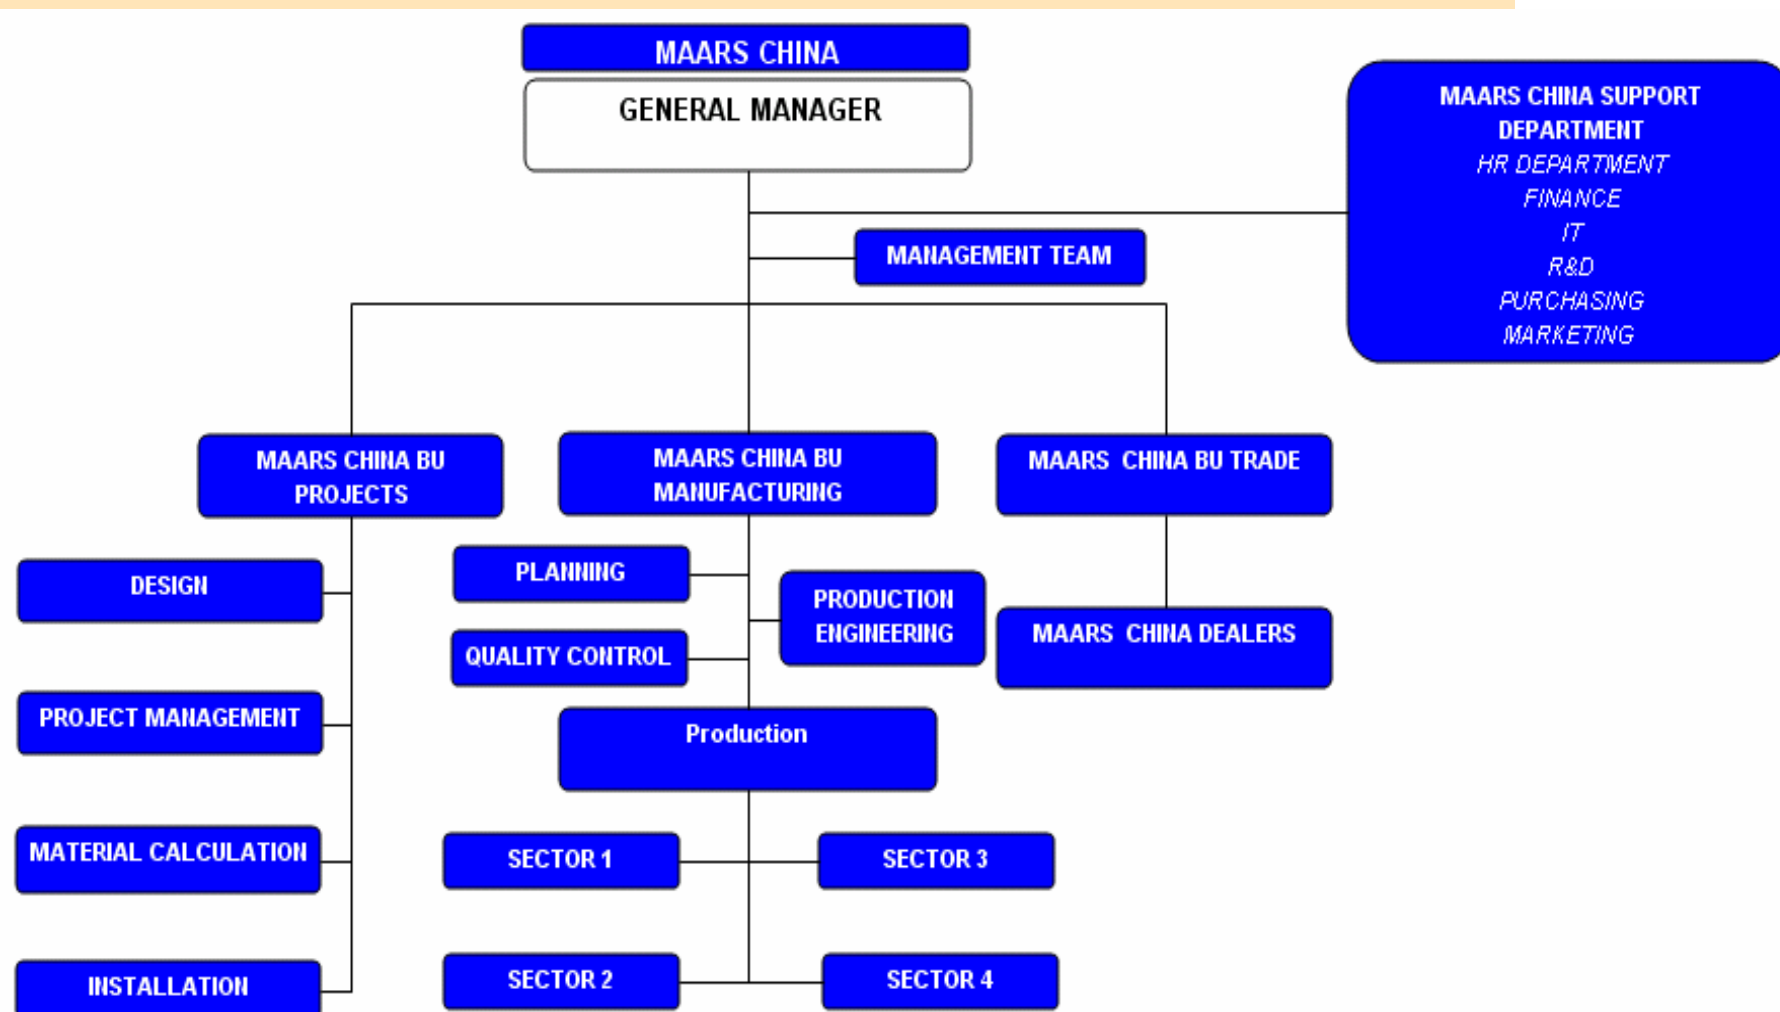 MAARS CHINA
GENERAL MANAGER
MAARS CHINA SUPPORT
DEPARTMENT
HR DEPARTMENT
FINANCE
IT
R&D
PURCHASING
MARKETING
MANAGEMENT TEAM
MAARS CHINA BU
PROJECTS
MAARS CHINA BU
MANUFACTURING
MAARS CHINA BU TRADE
DESIGN
PROJECT MANAGEMENT
MATERIAL CALCULATION
INSTALLATION
PLANNING
QUALITY CONTROL
PRODUCTION
ENGINEERING
Production
SECTOR 1
SECTOR 3
SECTOR 2
SECTOR 4
MAARS CHINA DEALERS